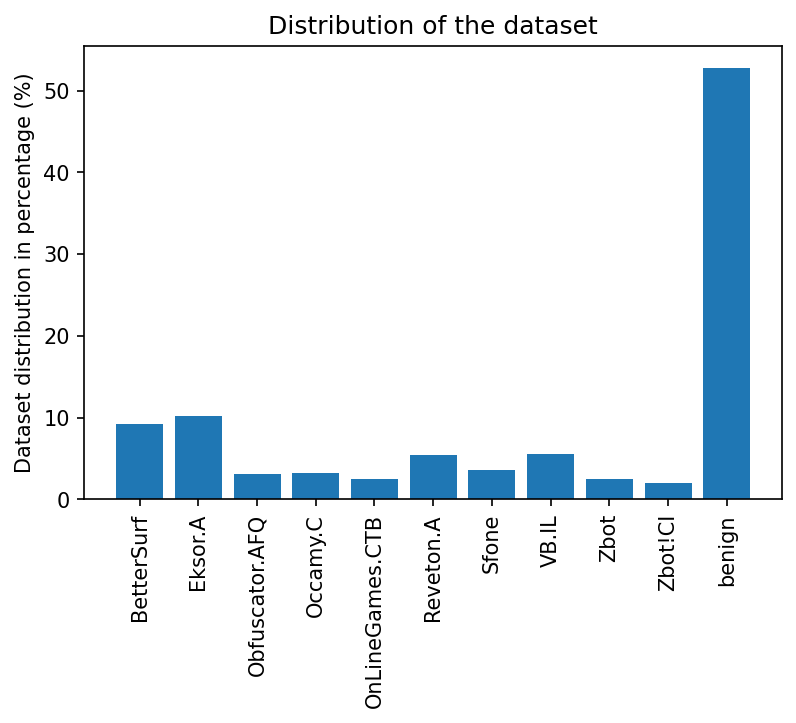 Distribution of the dataset
Dataset distribution in percentage (%)
50
40
30
20
10
0
BetterSurf
Eksor.A
Obfuscator.AFQ
Occamy.C
OnLineGames.CTB
Reveton.A
Sfone
VB.IL
Zbot
Zbot!CI
benign